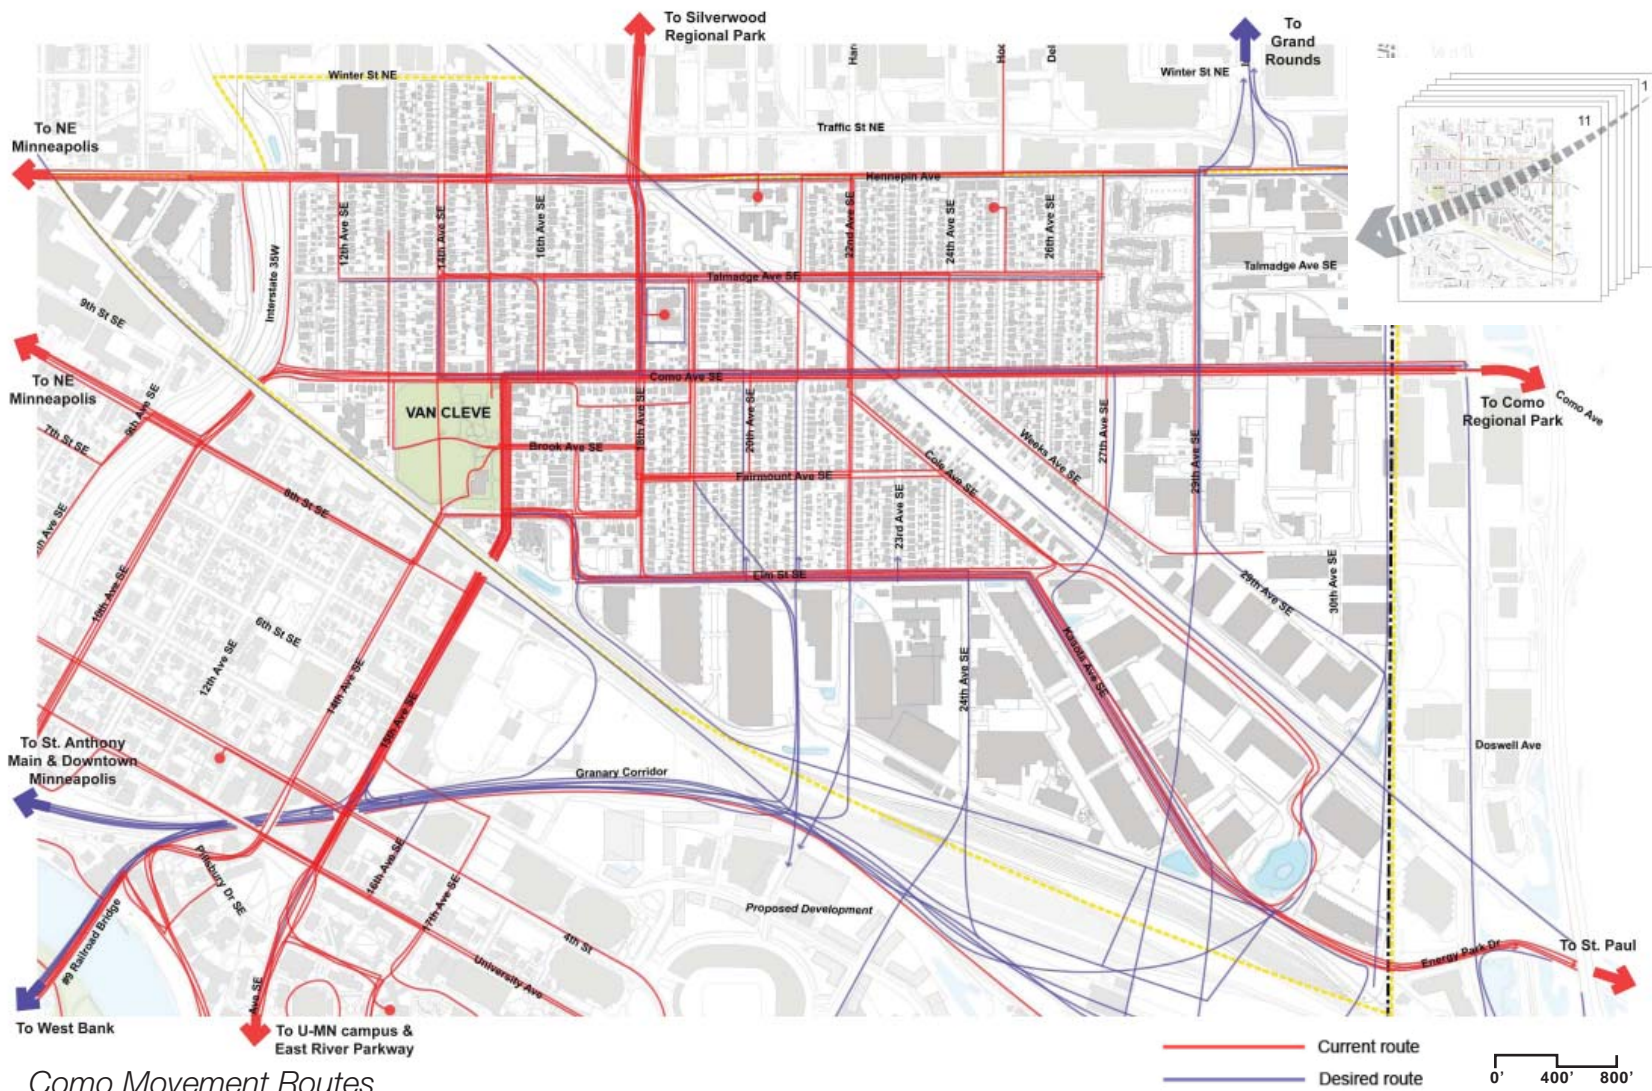 To Silverwood
Regional Park
To
Grand
Rounds
Winter St NE
Winter St NE
Traffic St NE
Del
11
1
To NE
Minneapolis
Hennepin Ave
12th Ave SE
14th Ave SE
16th Ave SE
22nd Ave SE
24th Ave SE
26th Ave SE
Interstate 35W
Talmadge Ave SE
Talmadge Ave SE
9th St SE
To NE
Minneapolis
Como Ave SE
VAN CLEVE
To Como
Regional Park
Como Ave
9th Ave SE
7th St SE
18th Ave SE
20th Ave SE
Brook Ave SE
Fairmount Ave SE
Cole Ave SE
Weeks Ave SE
27th Ave SE
29th Ave SE
8th St SE
23rd Ave SE
h Ave SE
Elm St SE
10th Ave SE
29th Ave SE
30th Ave SE
6th St SE
12th Ave SE
14th Ave SE
15th Ave SE
24th Ave SE
Kasota Ave SE
To St. Anthony
Main & Downtown
Minneapolis
Granary Corridor
Doswell Ave
Pillsbury Dr SE
16th Ave SE
17th Ave SE
Proposed Development
#9 Railroad Bridge
4th St
University Ave
Energy Park Dr
To St. Paul
Ave SE
To West Bank
To U-MN campus &
East River Parkway
Current route
Desired route
0' 400' 800'
Como Movement Routes